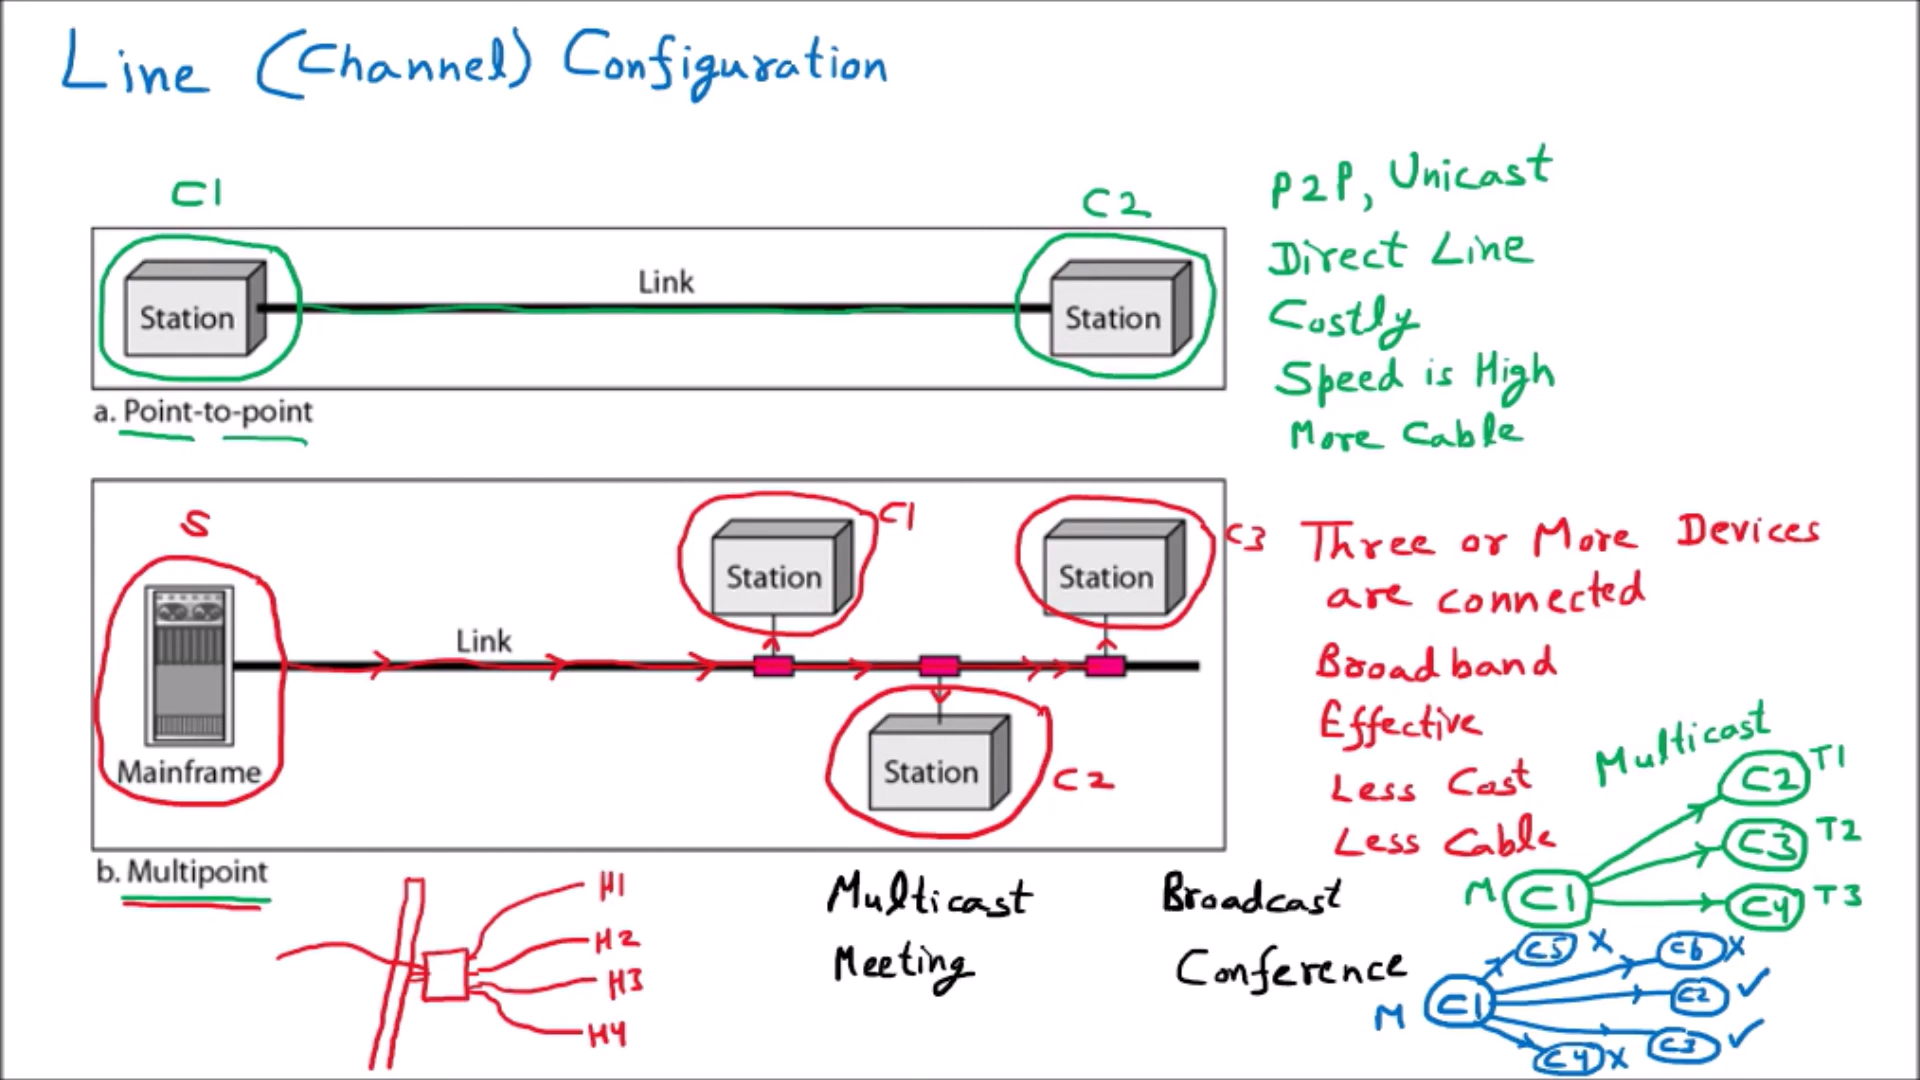 Line (Channel) Configuration
C1
C2
Station
Link
Station
a. Point-to-point
P2P, Unicast
Direct Line
Costly
Speed is High
More Cable
S
Mainframe
Link
Station
C1
Station
C2
Station
C3
b. Multipoint
Three or More Devices
are connected
Broadband
Effective
Less Cost
Less Cable
H1
H2
H3
H4
Multicast
Meeting
Broadcast
Conference
Multicast
M C1
C2 T1
C3 T2
C4 T3
M C1
C5 X
C6 X
C2 ✓
C3 ✓
C4 X